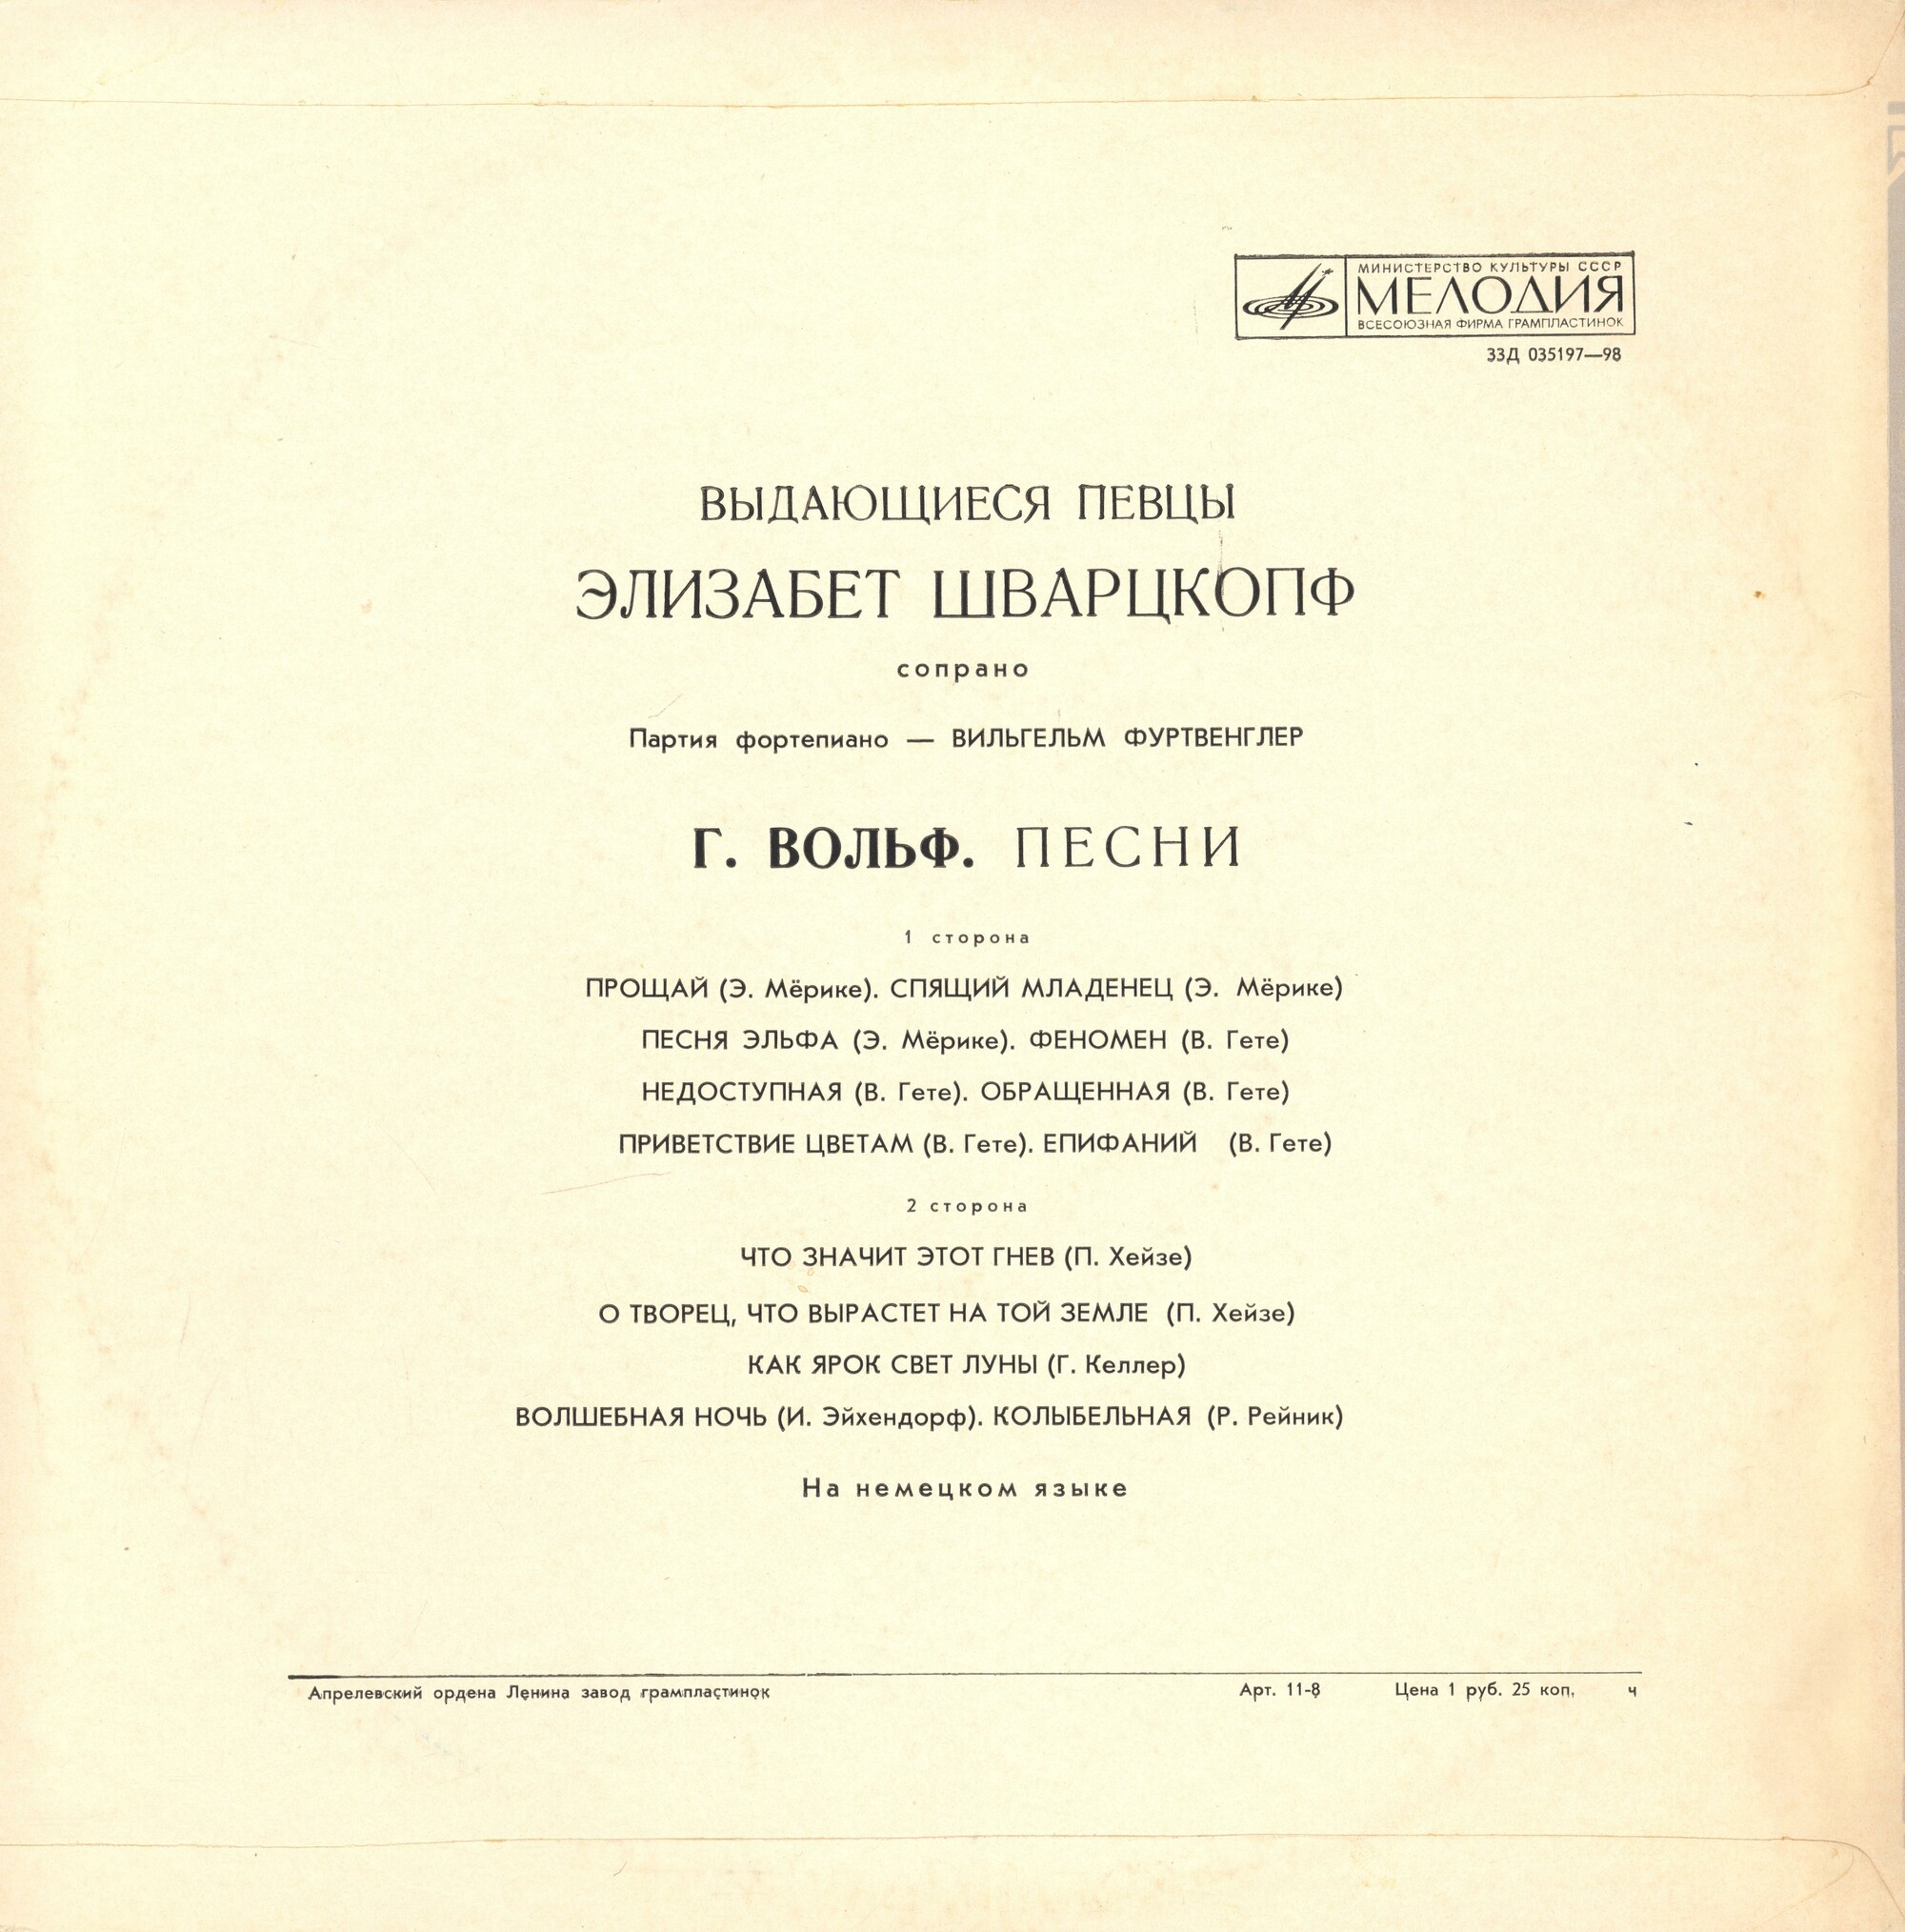 МИНИСТЕРСТВО КУЛЬТУРЫ СССР
МЕЛОДИЯ
ВСЕСОЮЗНАЯ ФИРМА ГРАМПЛАСТИНОК
33Д 035197—98
ВЫДАЮЩИЕСЯ ПЕВЦЫ
ЭЛИЗАБЕТ ШВАРЦКОПФ
сопрано
Партия фортепиано — ВИЛЬГЕЛЬМ ФУРТВЕНГЛЕР
Г. ВОЛЬФ. ПЕСНИ
1 сторона
ПРОЩАЙ (Э. Мёрике). СПЯЩИЙ МЛАДЕНЕЦ (Э. Мёрике)
ПЕСНЯ ЭЛЬФА (Э. Мёрике). ФЕНОМЕН (В. Гете)
НЕДОСТУПНАЯ (В. Гете). ОБРАЩЕННАЯ (В. Гете)
ПРИВЕТСТВИЕ ЦВЕТАМ (В. Гете). ЕПИФАНИЙ (В. Гете)
2 сторона
ЧТО ЗНАЧИТ ЭТОТ ГНЕВ (П. Хейзе)
О ТВОРЕЦ, ЧТО ВЫРАСТЕТ НА ТОЙ ЗЕМЛЕ (П. Хейзе)
КАК ЯРОК СВЕТ ЛУНЫ (Г. Келлер)
ВОЛШЕБНАЯ НОЧЬ (И. Эйхендорф). КОЛЫБЕЛЬНАЯ (Р. Рейник)
На немецком языке
Апрелевский ордена Ленина завод грампластинок Арт. 11-8 Цена 1 руб. 25 коп. ч